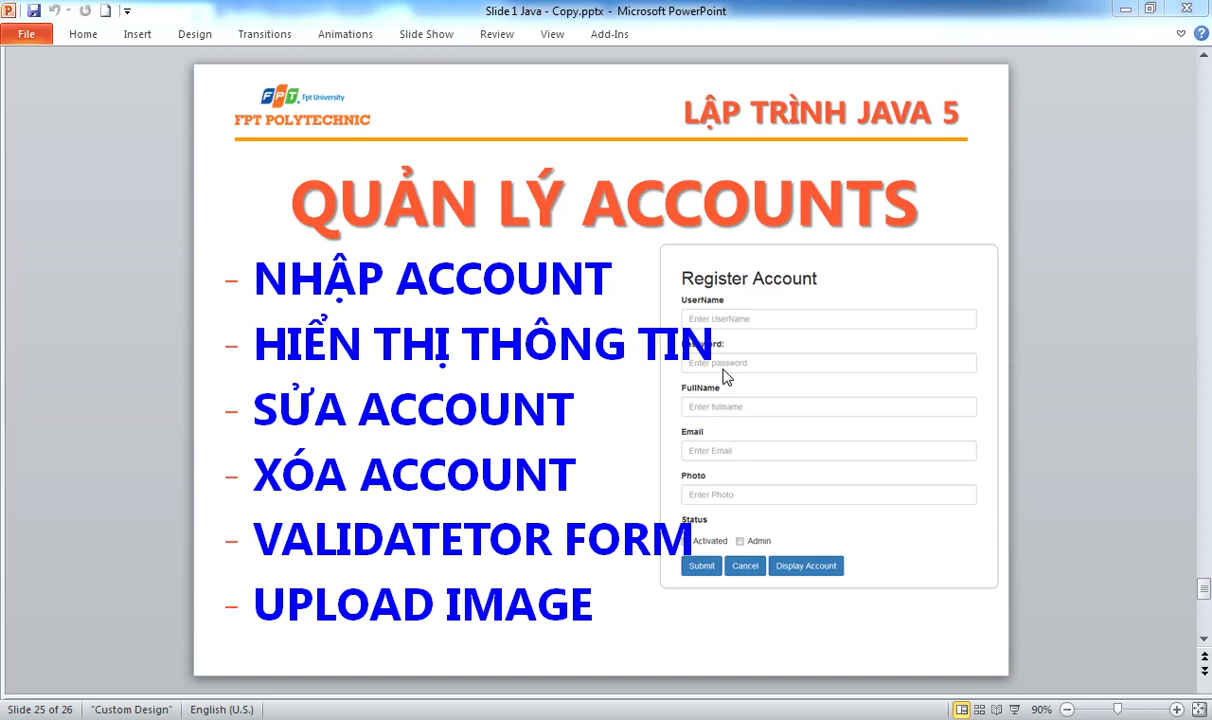 Slide 1 Java - Copy.pptx - Microsoft PowerPoint
File Home Insert Design Transitions Animations Slide Show Review View Add-Ins
FPT. Fpt University
FPT POLYTECHNIC
LẬP TRÌNH JAVA 5
QUẢN LÝ ACCOUNTS
– NHẬP ACCOUNT
– HIỂN THỊ THÔNG TIN
– SỬA ACCOUNT
– XÓA ACCOUNT
– VALIDATETOR FORM
– UPLOAD IMAGE
Register Account
UserName
Enter UserName
Enter password
FullName
Enter fullname
Email
Enter Email
Photo
Enter Photo
Status
Activated Admin
Submit Cancel Display Account
Slide 25 of 26 "Custom Design" English (U.S.) 90%